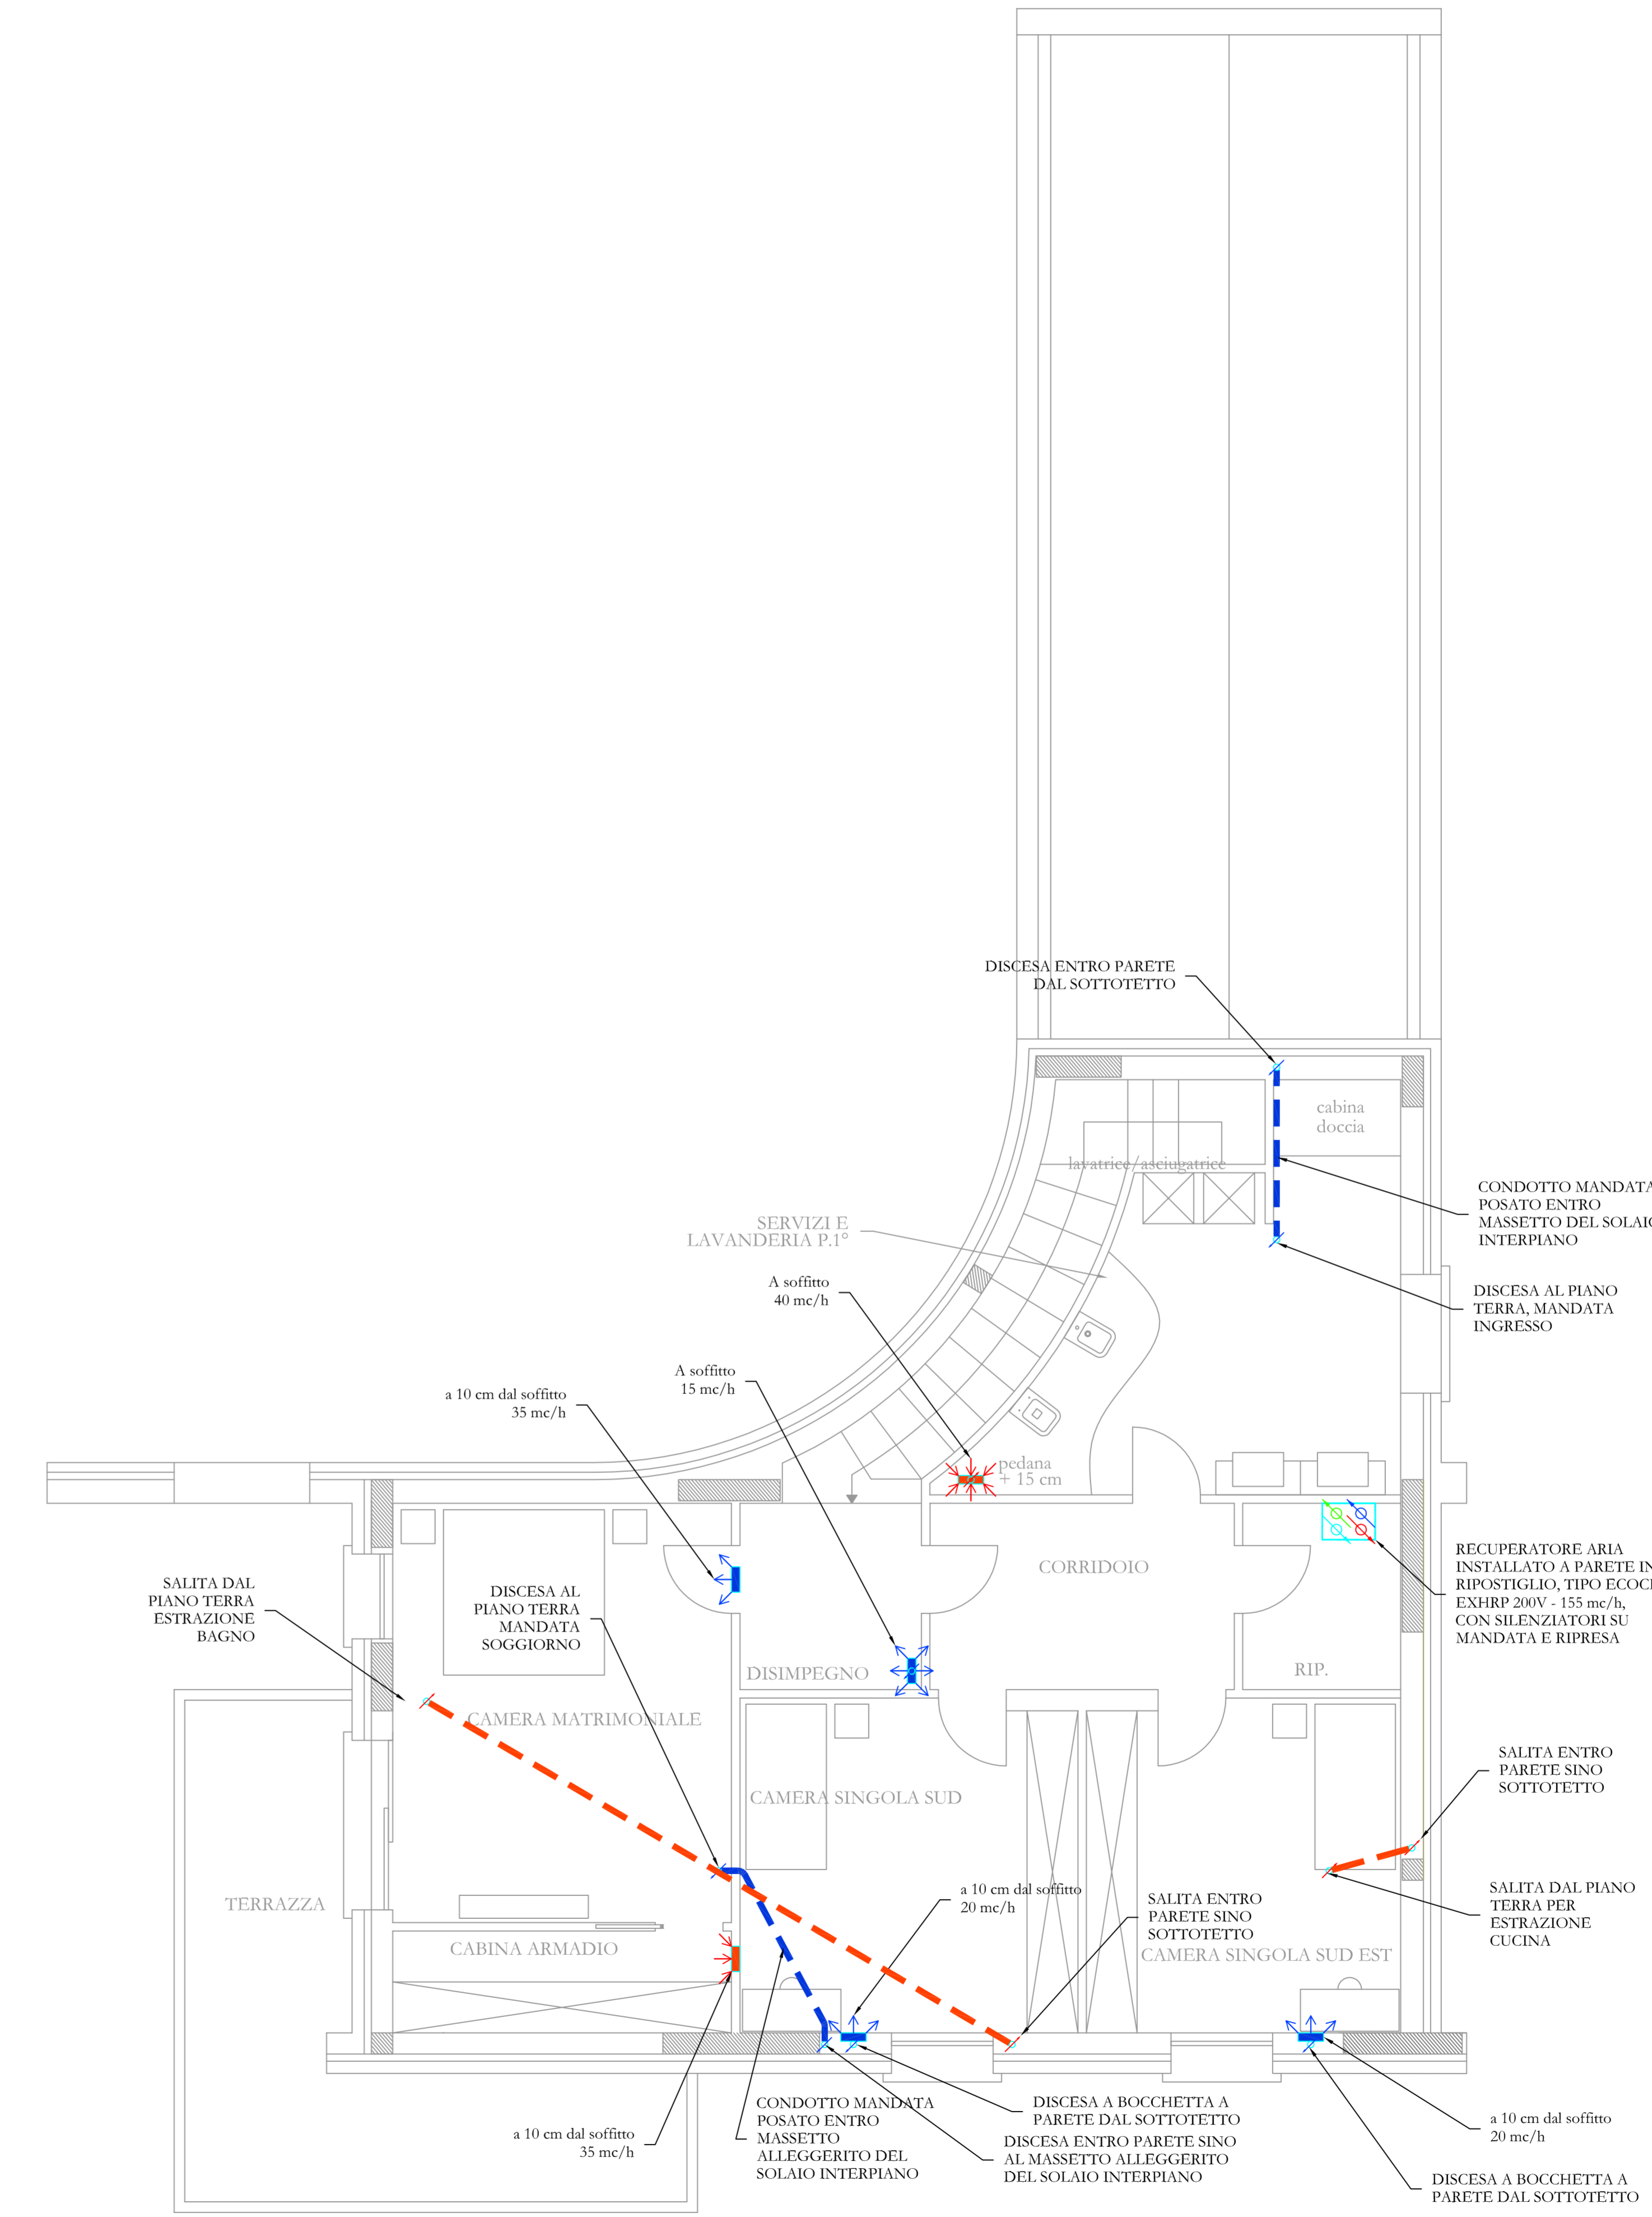 DISCESA ENTRO PARETE
DAL SOTTOTETTO
cabina
doccia
lavatrice/asciugatrice
CONDOTTO MANDATA
POSATO ENTRO
MASSETTO DEL SOLAIO
INTERPIANO
SERVIZI E
LAVANDERIA P.1°
A soffitto
40 mc/h
DISCESA AL PIANO
TERRA, MANDATA
INGRESSO
A soffitto
15 mc/h
a 10 cm dal soffitto
35 mc/h
pedana
+ 15 cm
RECUPERATORE ARIA
INSTALLATO A PARETE IN
RIPOSTIGLIO, TIPO
EXHRP 200V - 155 mc/h,
CON SILENZIATORI SU
MANDATA E RIPRESA
CORRIDOIO
SALITA DAL
PIANO TERRA
ESTRAZIONE
BAGNO
DISCESA AL
PIANO TERRA
MANDATA
SOGGIORNO
DISIMPEGNO
RIP.
CAMERA MATRIMONIALE
SALITA ENTRO
PARETE SINO
SOTTOTETTO
CAMERA SINGOLA SUD
TERRAZZA
a 10 cm dal soffitto
20 mc/h
SALITA ENTRO
PARETE SINO
SOTTOTETTO
SALITA DAL PIANO
TERRA PER
ESTRAZIONE
CUCINA
CABINA ARMADIO
CAMERA SINGOLA SUD EST
a 10 cm dal soffitto
35 mc/h
CONDOTTO MANDATA
POSATO ENTRO
MASSETTO
ALLEGGERITO DEL
SOLAIO INTERPIANO
DISCESA A BOCCHETTA A
PARETE DAL SOTTOTETTO
DISCESA ENTRO PARETE SINO
AL MASSETTO ALLEGGERITO
DEL SOLAIO INTERPIANO
a 10 cm dal soffitto
20 mc/h
DISCESA A BOCCHETTA A
PARETE DAL SOTTOTETTO